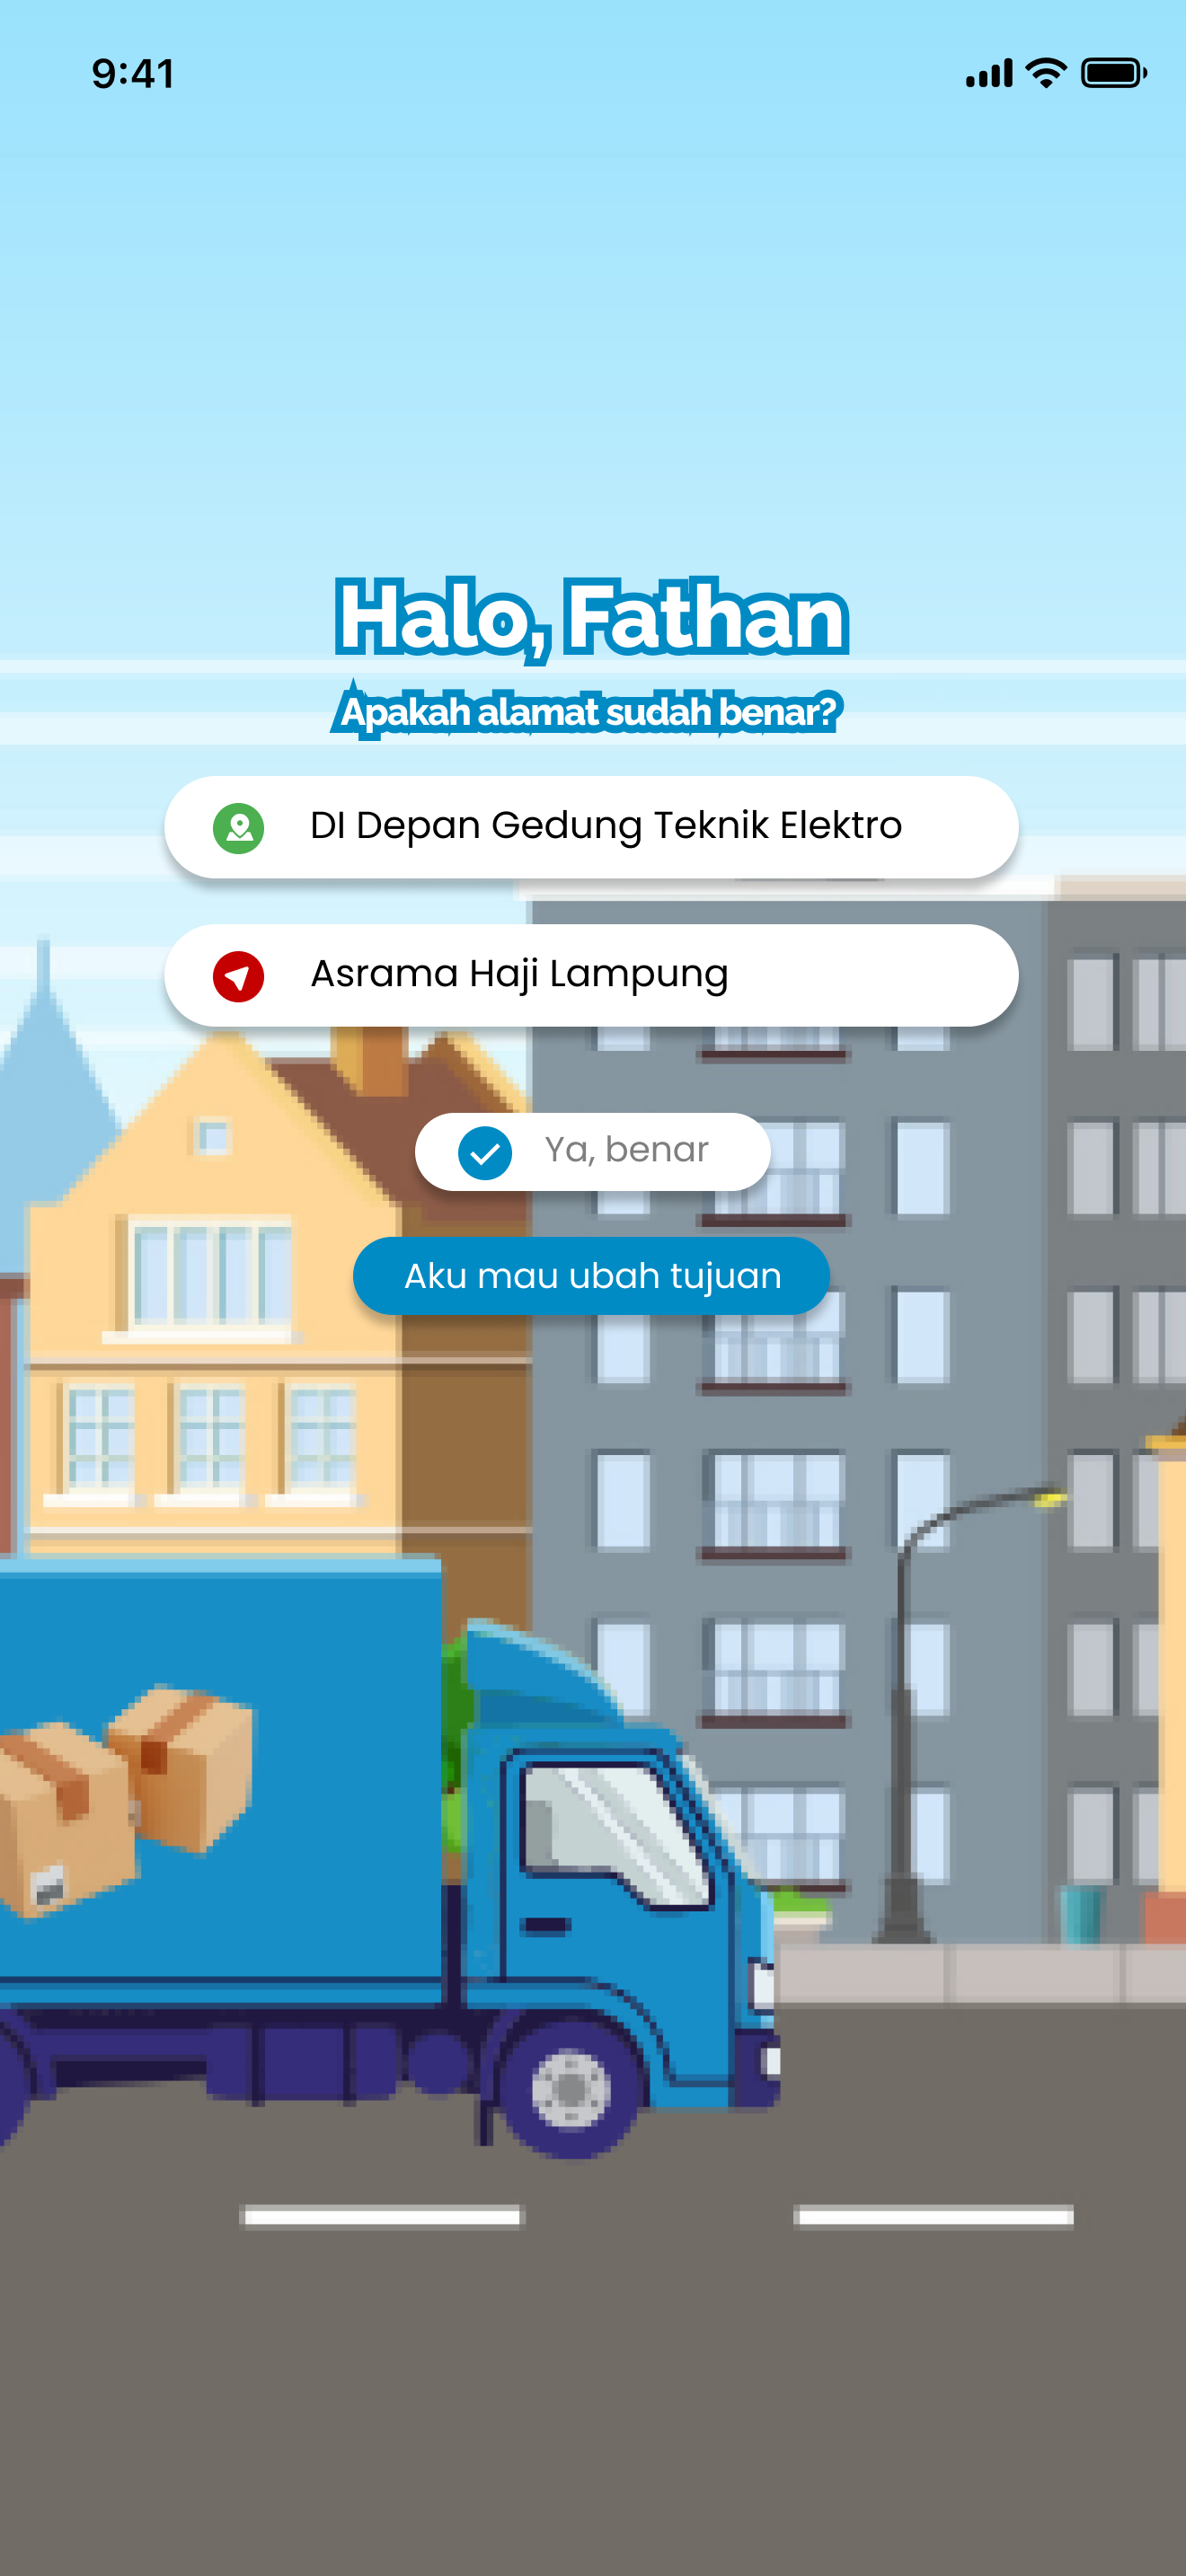 9:41
Halo, Fathan
Apakah alamat sudah benar?
DI Depan Gedung Teknik Elektro
Asrama Haji Lampung
Ya, benar
Aku mau ubah tujuan